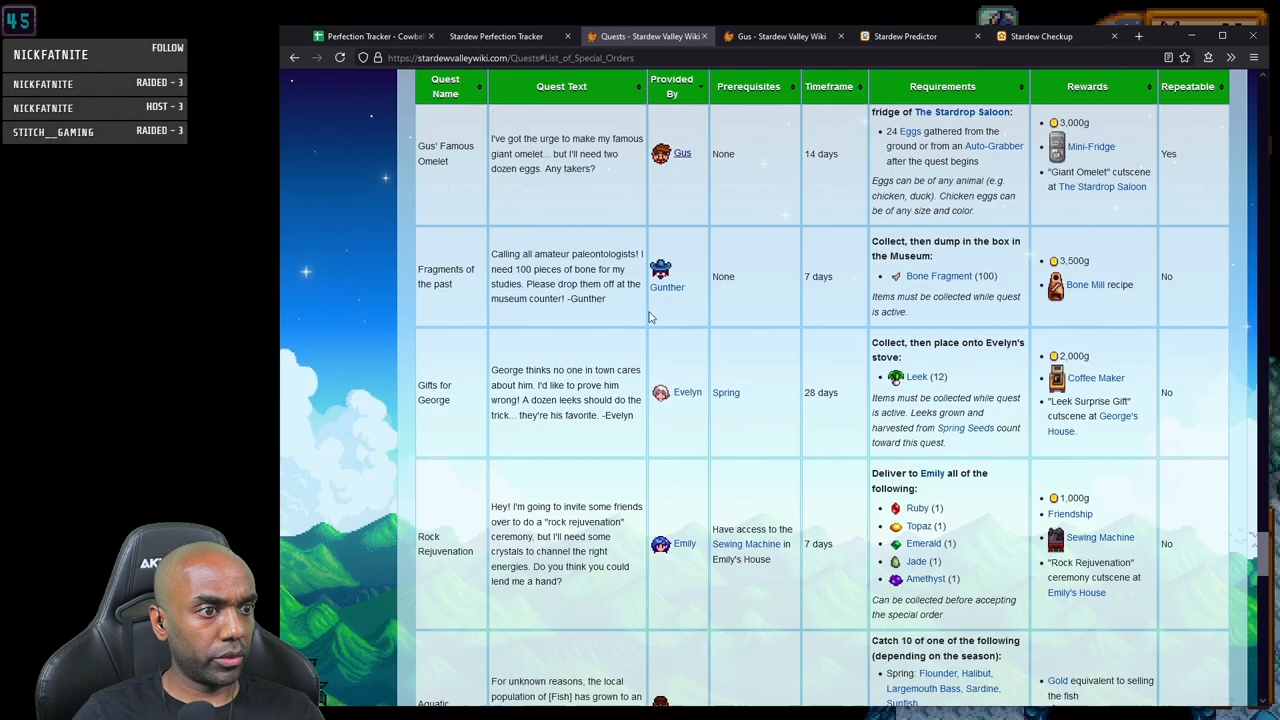 45
NICKFATNITE
FOLLOW
NICKFATNITE RAIDED - 3
NICKFATNITE HOST - 3
STITCH__GAMING RAIDED - 3
Perfection Tracker - Cowbel
Stardew Perfection Tracker
Quests - Stardew Valley Wiki
Gus - Stardew Valley Wiki
Stardew Predictor
Stardew Checkup
https://stardewvalleywiki.com/Quests#List_of_Special_Orders
Quest
Name
Quest Text
Provided
By
Prerequisites
Timeframe
Requirements
Rewards
Repeatable
Gus' Famous
Omelet
I've got the urge to make my famous
giant omelet... but I'll need two
dozen eggs. Any takers?
Gus
None
14 days
fridge of The Stardrop Saloon:
24 Eggs gathered from the
ground or from an Auto-Grabber
after the quest begins
Eggs can be of any animal (e.g.
chicken, duck). Chicken eggs can
be of any size and color.
3,000g
Mini-Fridge
"Giant Omelet" cutscene
at The Stardrop Saloon
Yes
Fragments of
the past
Calling all amateur paleontologists! I
need 100 pieces of bone for my
studies. Please drop them off at the
museum counter! -Gunther
Gunther
None
7 days
Collect, then dump in the box in
the Museum:
Bone Fragment (100)
Items must be collected while quest
is active.
3,500g
Bone Mill recipe
No
Gifts for
George
George thinks no one in town cares
about him. I'd like to prove him
wrong! A dozen leeks should do the
trick... they're his favorite. -Evelyn
Evelyn
Spring
28 days
Collect, then place onto Evelyn's
stove:
Leek (12)
Items must be collected while quest
is active. Leeks grown and
harvested from Spring Seeds count
toward this quest.
2,000g
Coffee Maker
"Leek Surprise Gift"
cutscene at George's
House.
No
Rock
Rejuvenation
Hey! I'm going to invite some friends
over to do a "rock rejuvenation"
ceremony, but I'll need some
crystals to channel the right
energies. Do you think you could
lend me a hand?
Emily
Have access to the
Sewing Machine in
Emily's House
7 days
Deliver to Emily all of the
following:
Ruby (1)
Topaz (1)
Emerald (1)
Jade (1)
Amethyst (1)
Can be collected before accepting
the special order
1,000g
Friendship
Sewing Machine
"Rock Rejuvenation"
ceremony cutscene at
Emily's House
No
For unknown reasons, the local
population of [Fish] has grown to an
Catch 10 of one of the following
(depending on the season):
Spring: Flounder, Halibut,
Largemouth Bass, Sardine,
Sunfish
Gold equivalent to selling
the fish